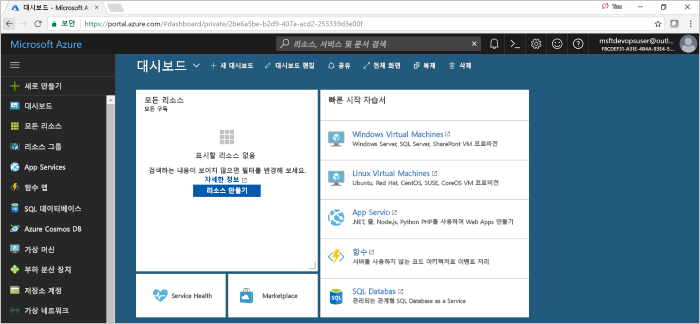 대시보드 - Microsoft A
보안 https://portal.azure.com/#dashboard/private/2be6a5be-b2d9-407a-acd2-253339d3e00f
Microsoft Azure
리소스, 서비스 및 문서 검색
msftdevopsuser@outl...
새로 만들기
대시보드
모든 리소스
리소스 그룹
App Services
함수 앱
SQL 데이터베이스
Azure Cosmos DB
가상 머신
부하 분산 장치
저장소 계정
가상 네트워크
대시보드
새 대시보드
대시보드 편집
공유
전체 화면
복제
삭제
모든 리소스
모든 구독
표시할 리소스 없음
검색하는 내용이 보이지 않으면 필터를 변경해 보세요.
자세한 정보
리소스 만들기
Service Health
Marketplace
빠른 시작 자습서
Windows Virtual Machines
Windows Server, SQL Server, SharePoint VM 프로비전
Linux Virtual Machines
Ubuntu, Red Hat, CentOS, SUSE, CoreOS VM 프로비전
App Servio
.NET, 웹, Node.js, Python PHP를 사용하여 Web Apps 만들기
함수
서버를 사용하지 않는 코드 아키텍처로 이벤트 처리
SQL Databas
관리되는 관계형 SQL Database as a Service